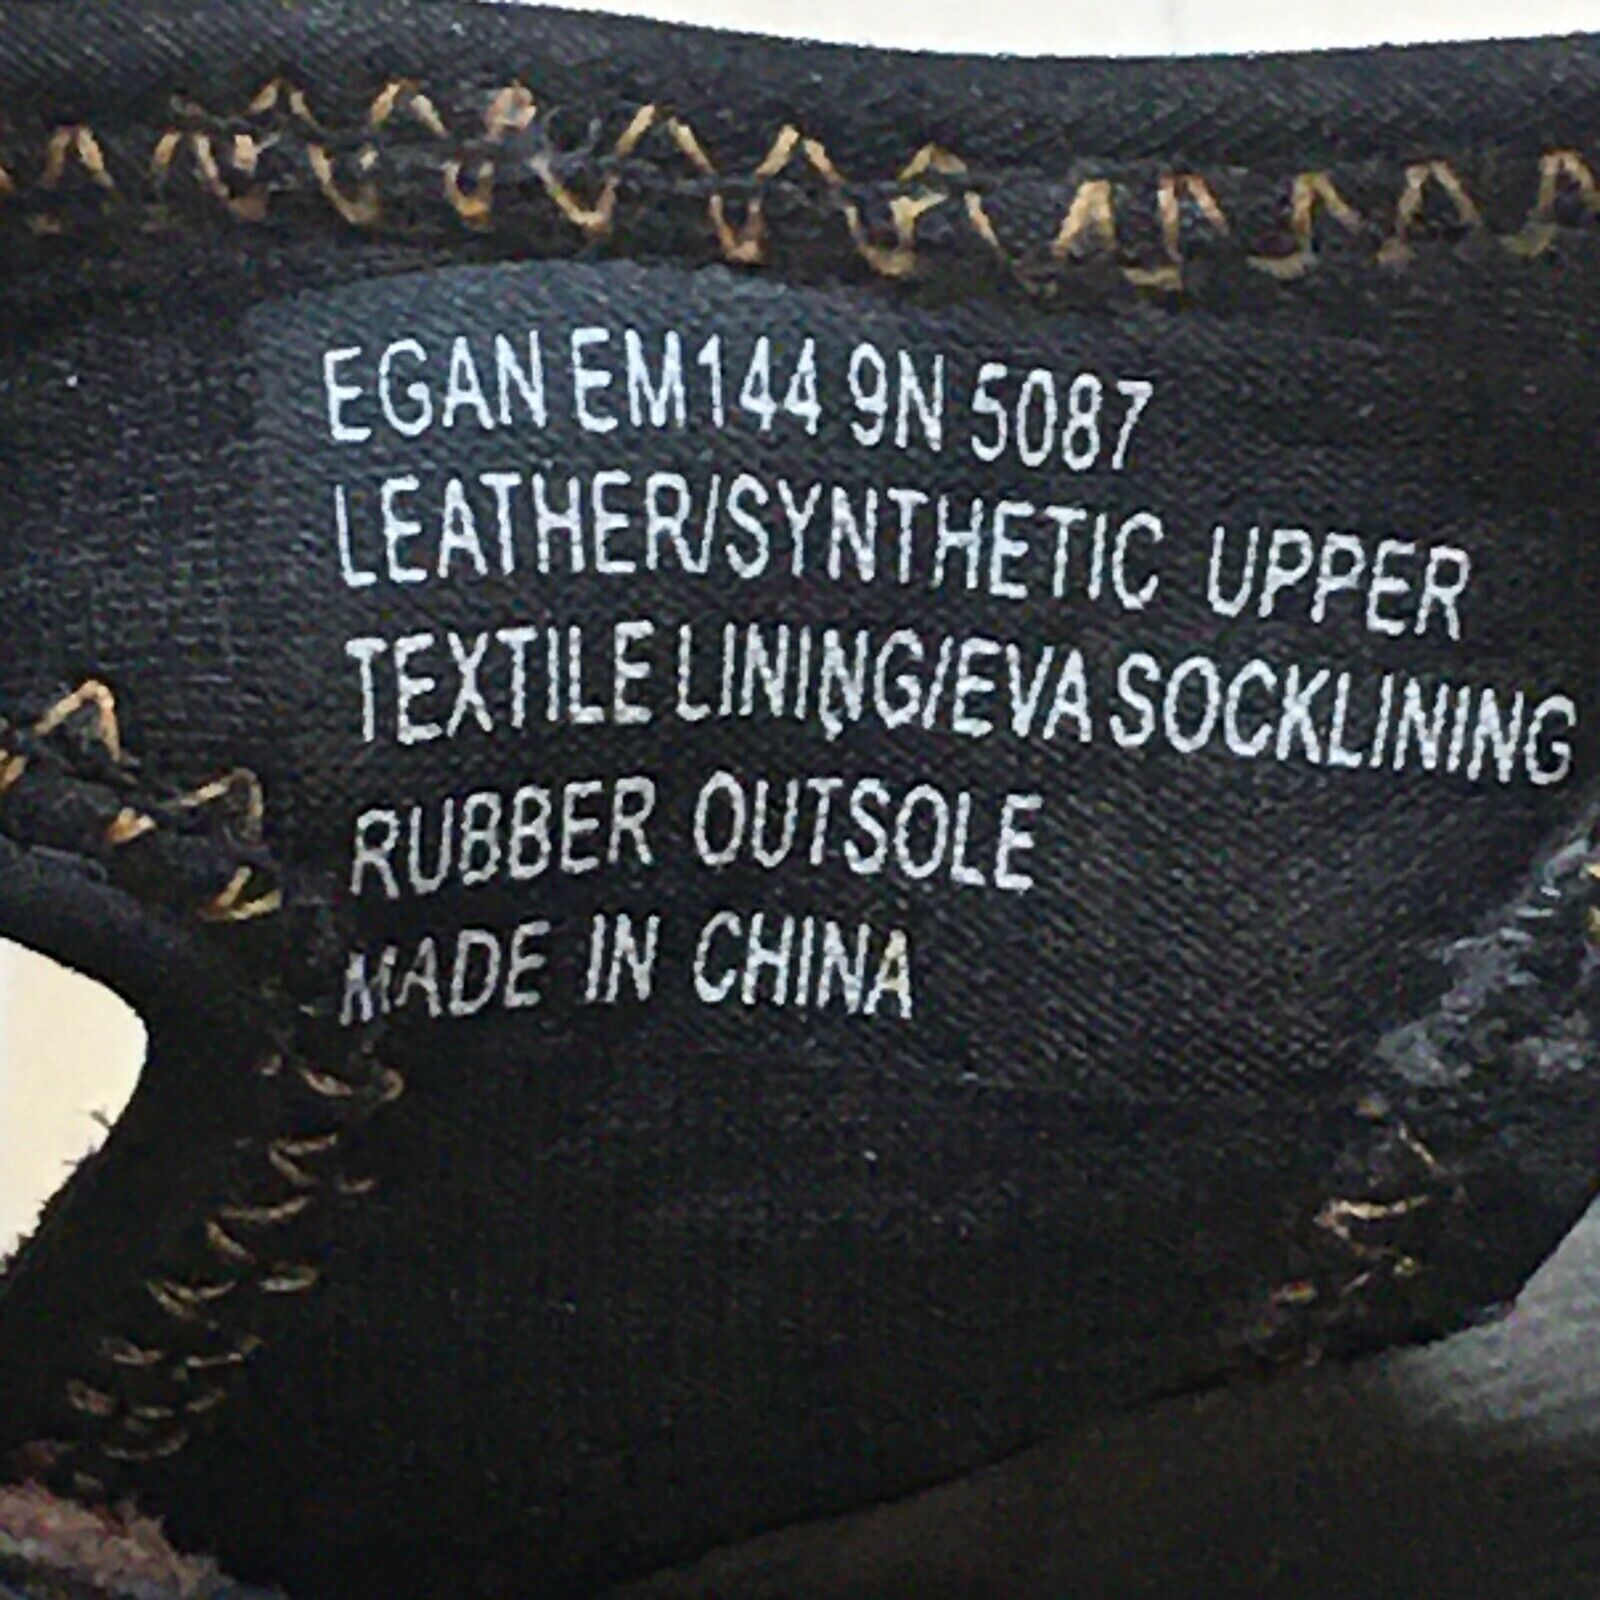 EGAN EM144 9N 5087
LEATHER/SYNTHETIC UPPER
TEXTILE LINING/EVA SOCKLINING
RUBBER OUTSOLE
MADE IN CHINA